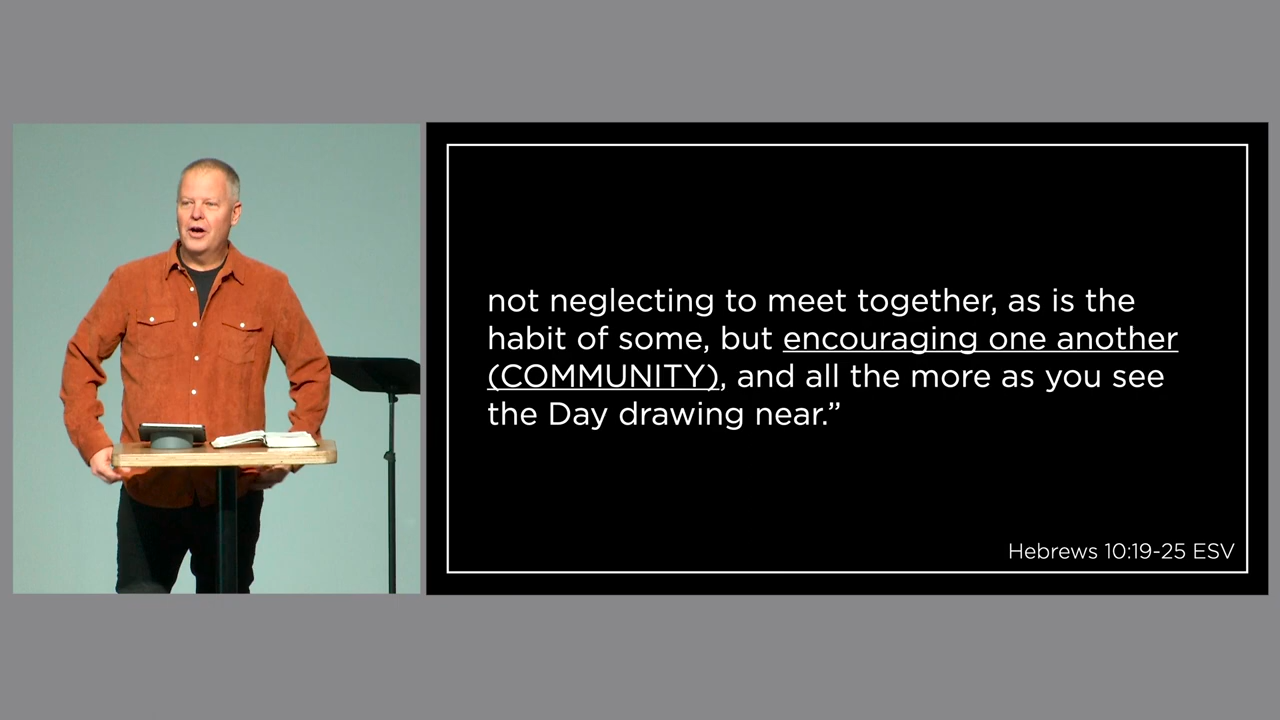 not neglecting to meet together, as is the
habit of some, but encouraging one another
(COMMUNITY), and all the more as you see
the Day drawing near.”
Hebrews 10:19-25 ESV